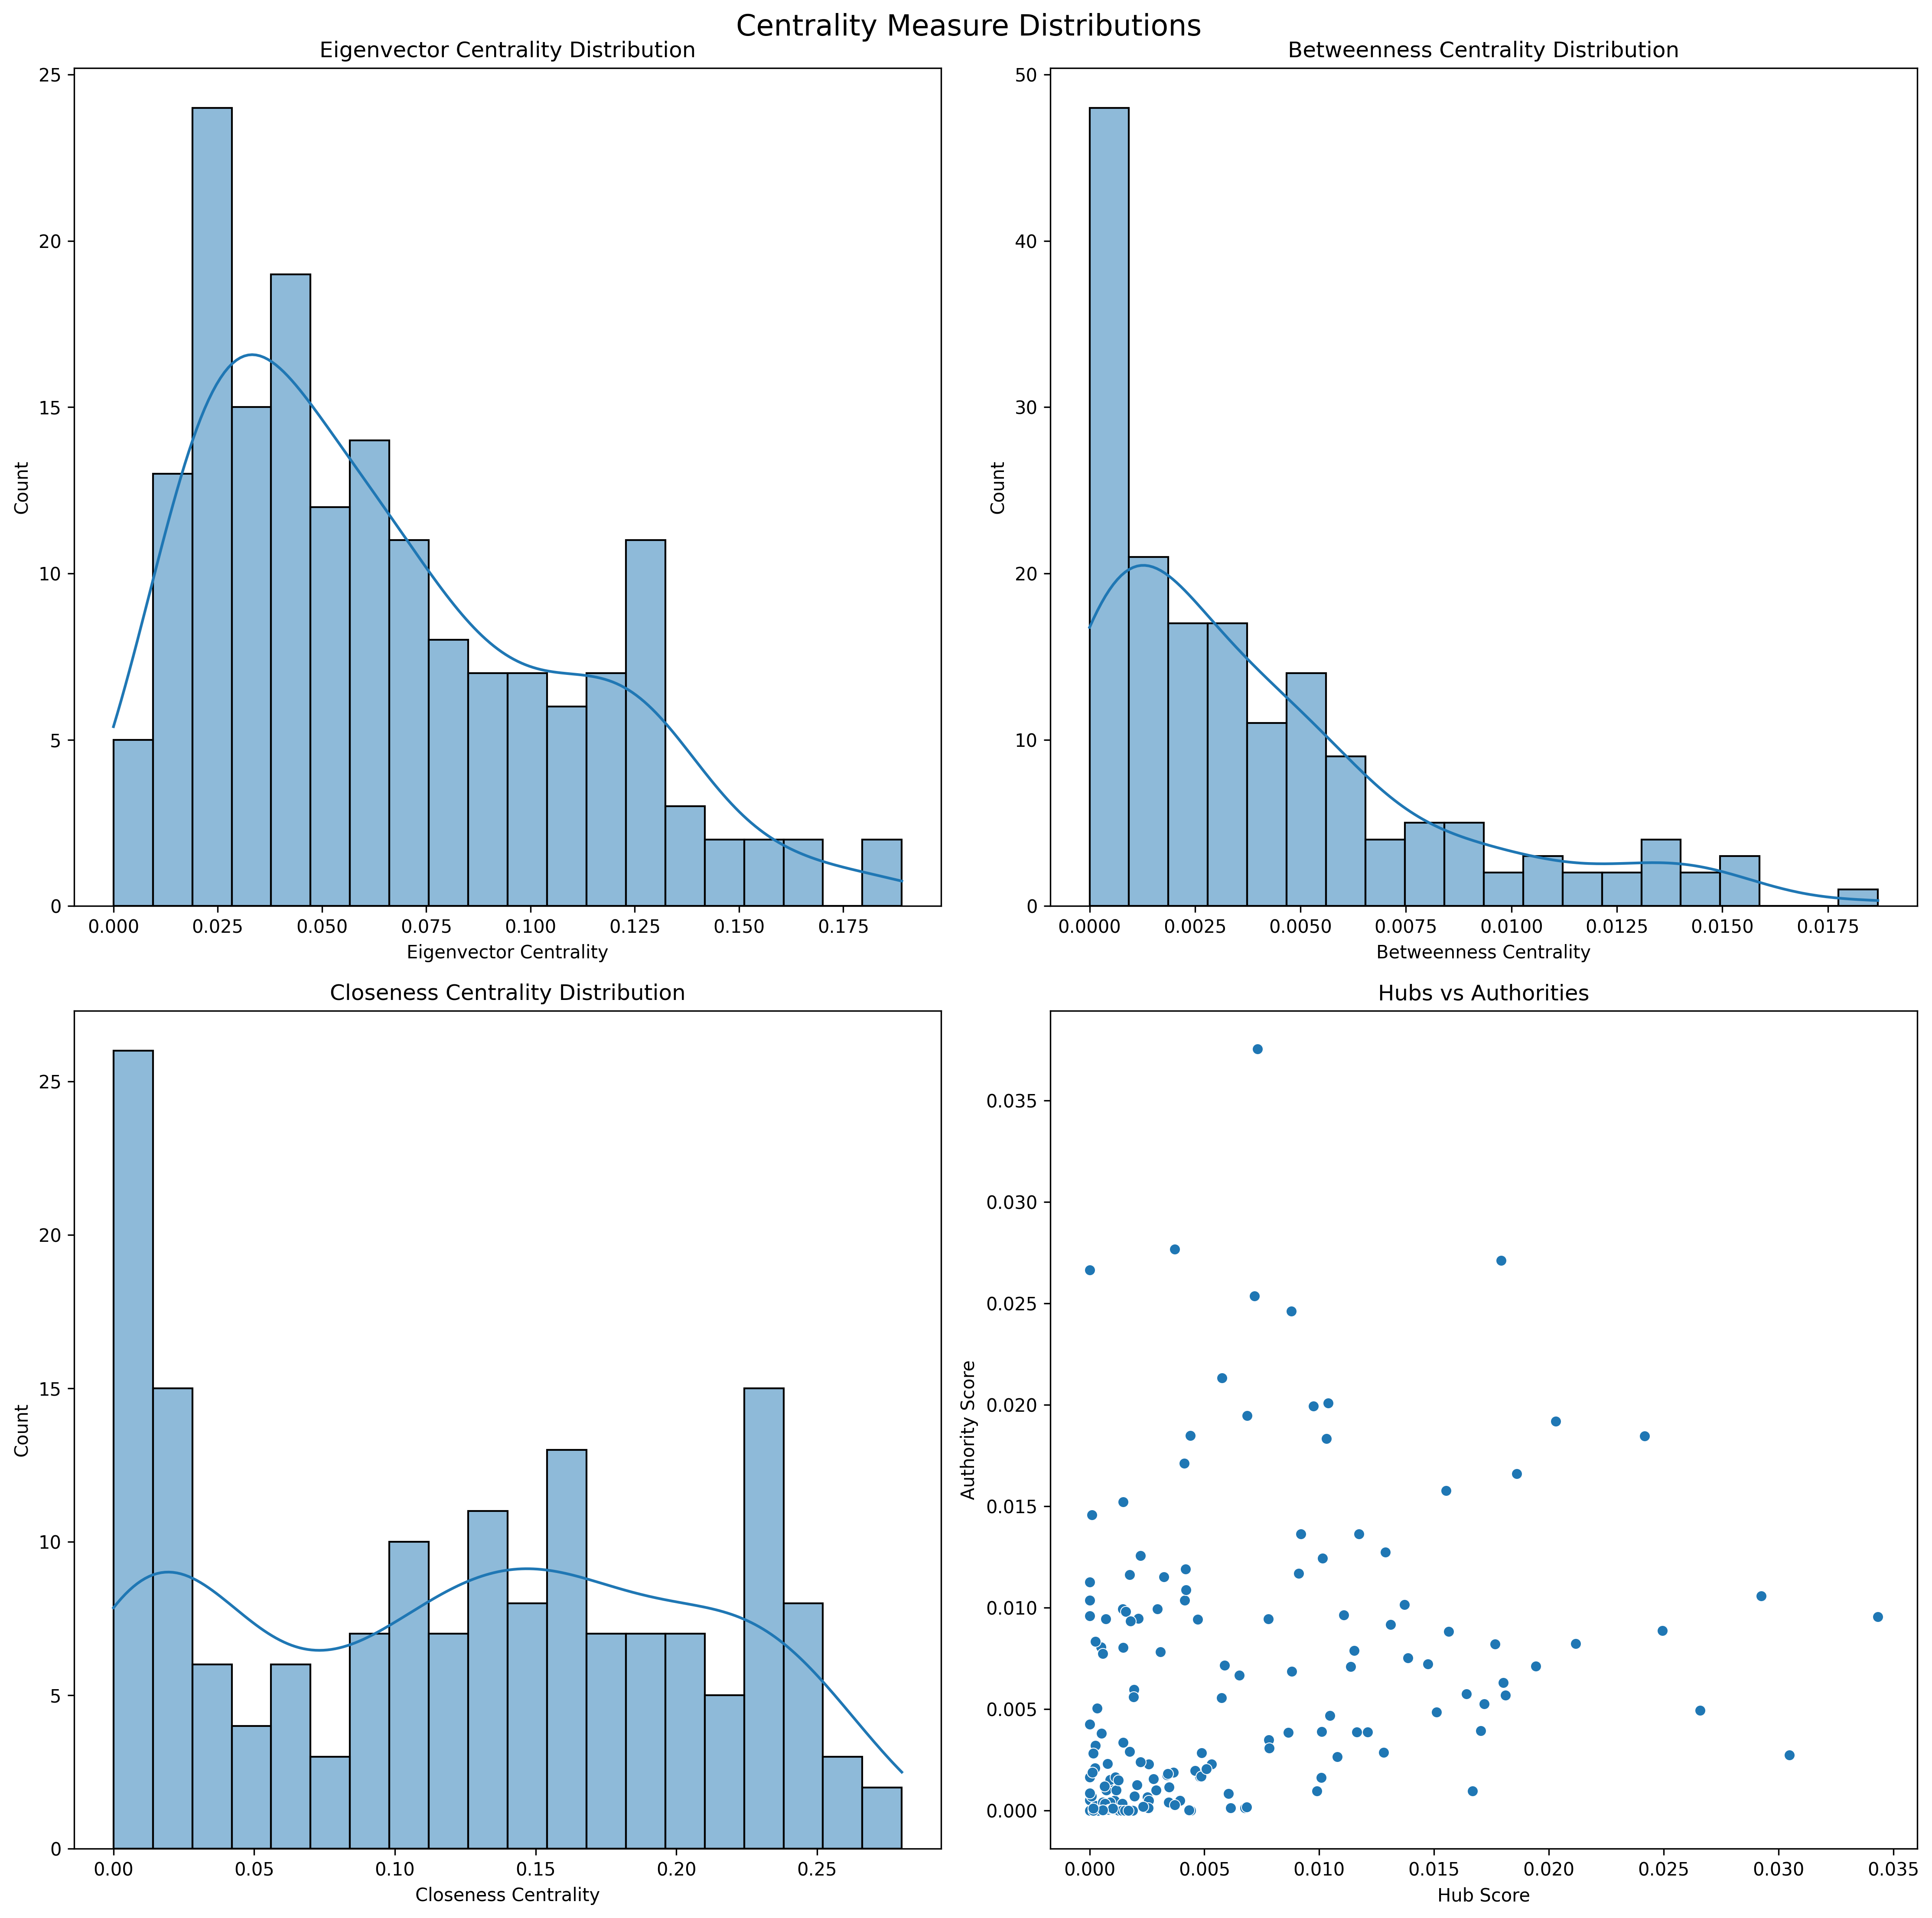 Centrality Measure Distributions
Eigenvector Centrality Distribution
25
20
15
10
5
0
Count
0.000 0.025 0.050 0.075 0.100 0.125 0.150 0.175
Eigenvector Centrality
Betweenness Centrality Distribution
50
40
30
20
10
0
Count
0.0000 0.0025 0.0050 0.0075 0.0100 0.0125 0.0150 0.0175
Betweenness Centrality
Closeness Centrality Distribution
25
20
15
10
5
0
Count
0.00 0.05 0.10 0.15 0.20 0.25
Closeness Centrality
Hubs vs Authorities
0.035
0.030
0.025
0.020
0.015
0.010
0.005
0.000
Authority Score
0.000 0.005 0.010 0.015 0.020 0.025 0.030 0.035
Hub Score